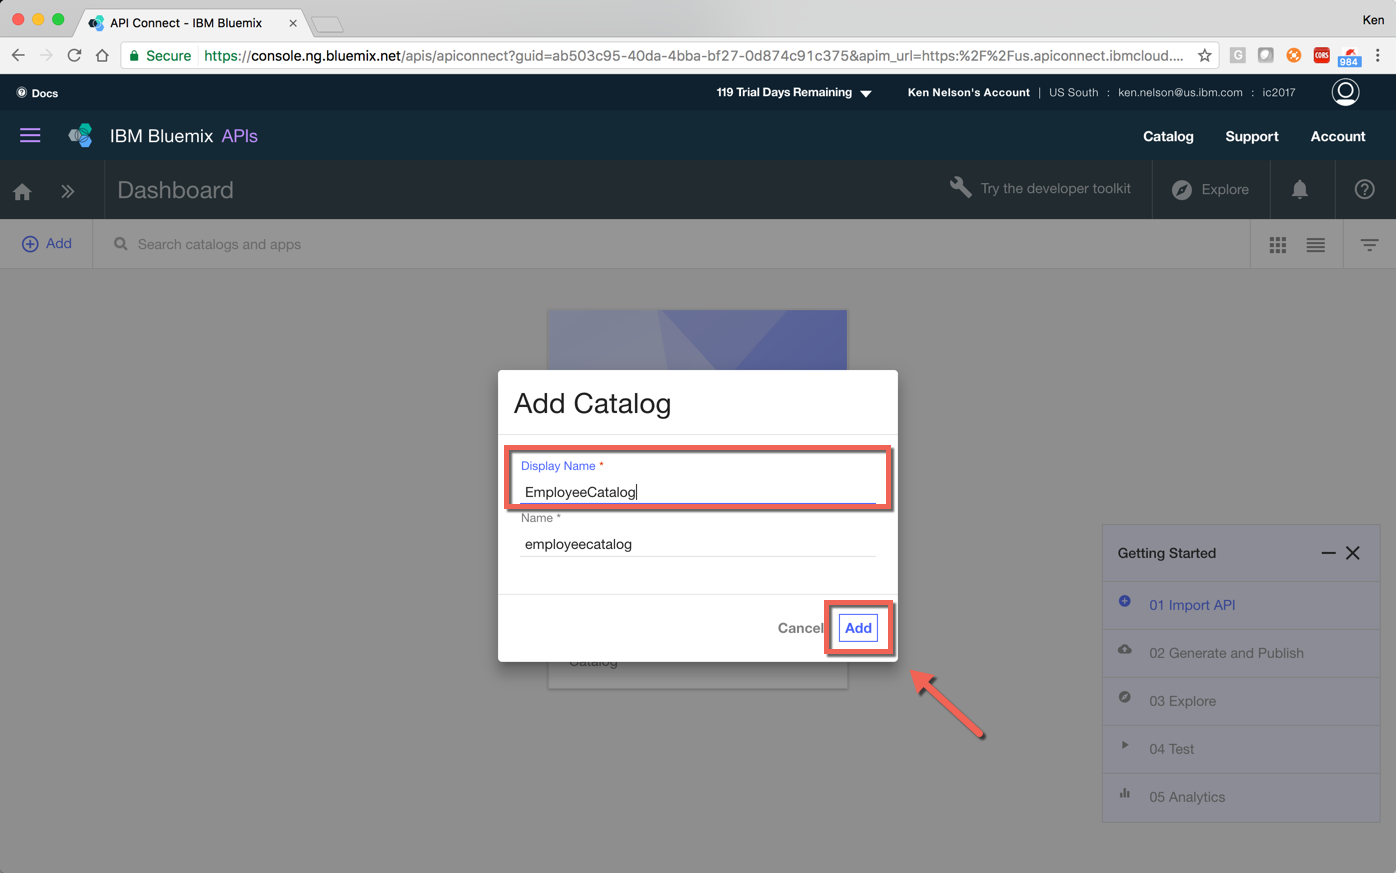 API Connect - IBM Bluemix
Ken
Secure https://console.ng.bluemix.net/apis/apiconnect?guid=ab503c95-40da-4bba-bf27-0d874c91c375&apim_url=https:%2F%2Fus.apiconnect.ibmcloud....
G
CORS
984
Docs
119 Trial Days Remaining
Ken Nelson's Account | US South : ken.nelson@us.ibm.com : ic2017
IBM Bluemix APIs
Catalog
Support
Account
Dashboard
Try the developer toolkit
Explore
Add
Search catalogs and apps
Add Catalog
Display Name *
EmployeeCatalog
Name *
employeecatalog
Cancel
Add
Catalog
Getting Started
01 Import API
02 Generate and Publish
03 Explore
04 Test
05 Analytics